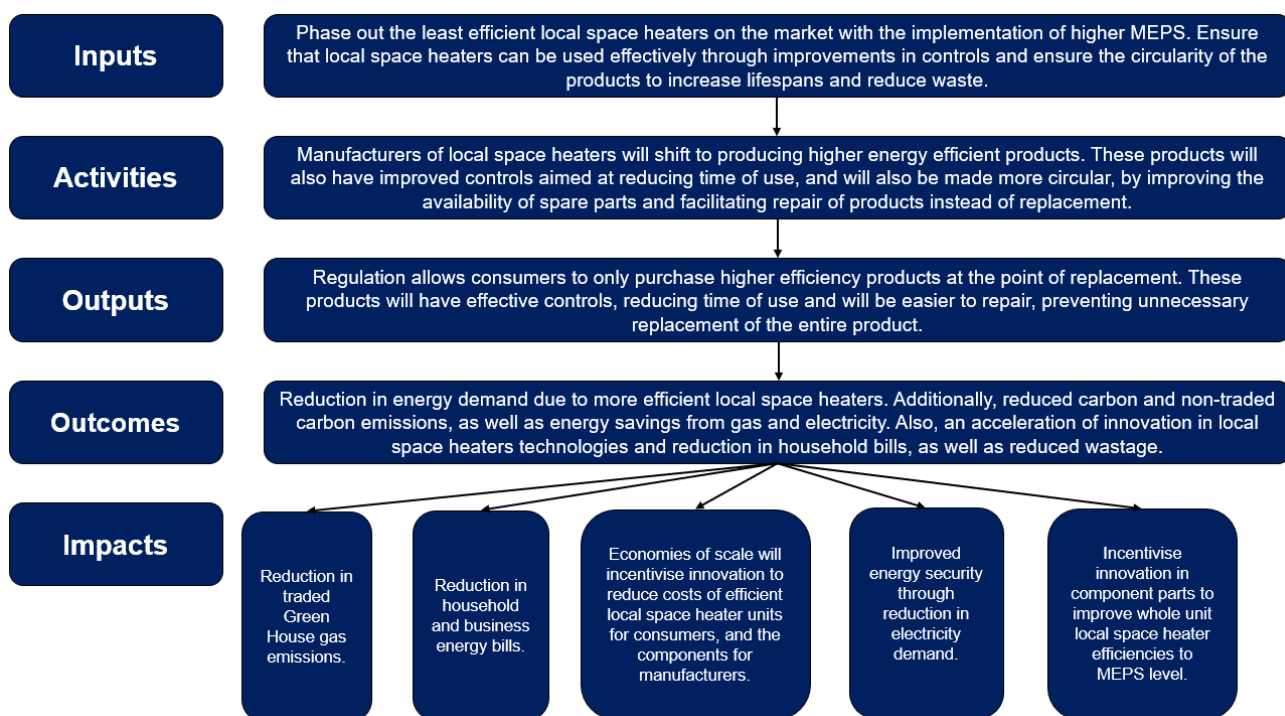 Inputs
Phase out the least efficient local space heaters on the market with the implementation of higher MEPS. Ensure
that local space heaters can be used effectively through improvements in controls and ensure the circularity of the
products to increase lifespans and reduce waste.
Activities
Manufacturers of local space heaters will shift to producing higher energy efficient products. These products will
also have improved controls aimed at reducing time of use, and will also be made more circular, by improving the
availability of spare parts and facilitating repair of products instead of replacement.
Outputs
Regulation allows consumers to only purchase higher efficiency products at the point of replacement. These
products will have effective controls, reducing time of use and will be easier to repair, preventing unnecessary
replacement of the entire product.
Outcomes
Reduction in energy demand due to more efficient local space heaters. Additionally, reduced carbon and non-traded
carbon emissions, as well as energy savings from gas and electricity. Also, an acceleration of innovation in local
space heaters technologies and reduction in household bills, as well as reduced wastage.
Impacts
Reduction in
traded
Green
House gas
emissions.
Reduction in
household
and business
energy bills.
Economies of scale will
incentivise innovation to
reduce costs of efficient
local space heater units
for consumers, and the
components for
manufacturers.
Improved
energy security
through
reduction in
electricity
demand.
Incentivise
innovation in
component parts to
improve whole unit
local space heater
efficiencies to
MEPS level.